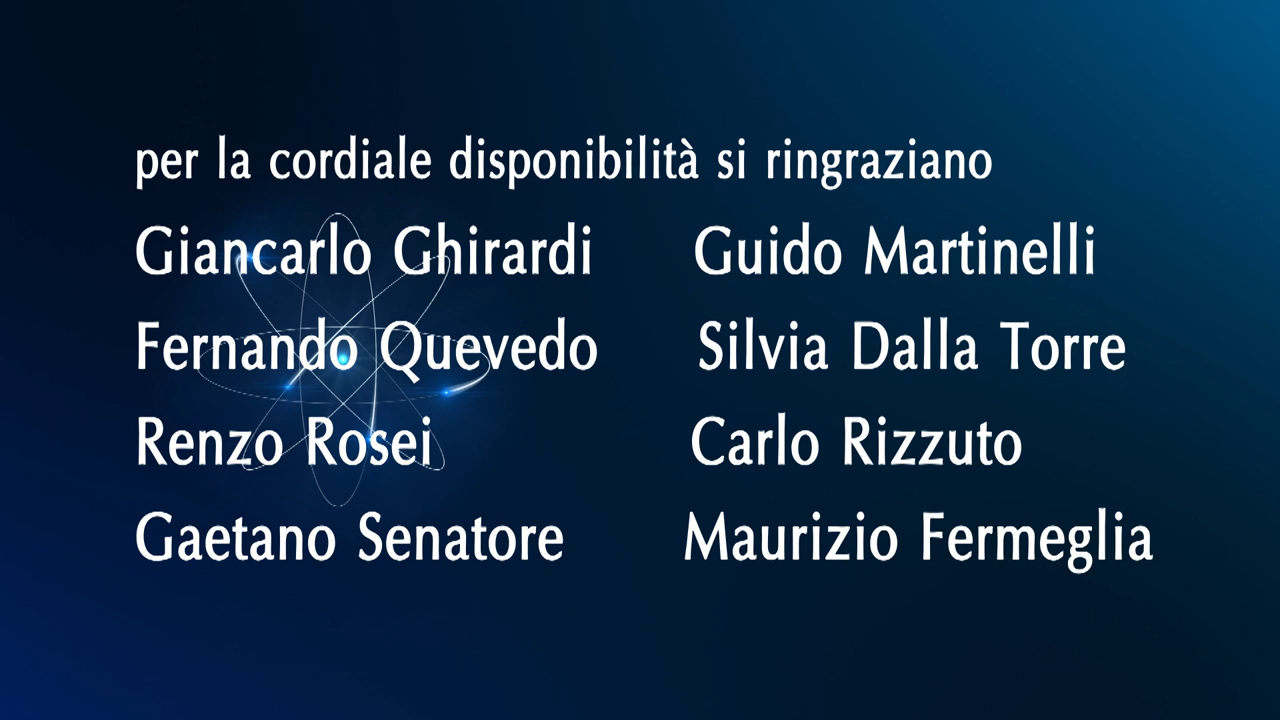 per la cordiale disponibilità si ringraziano
Giancarlo Ghirardi Guido Martinelli
Fernando Quevedo Silvia Dalla Torre
Renzo Rosei Carlo Rizzuto
Gaetano Senatore Maurizio Fermeglia